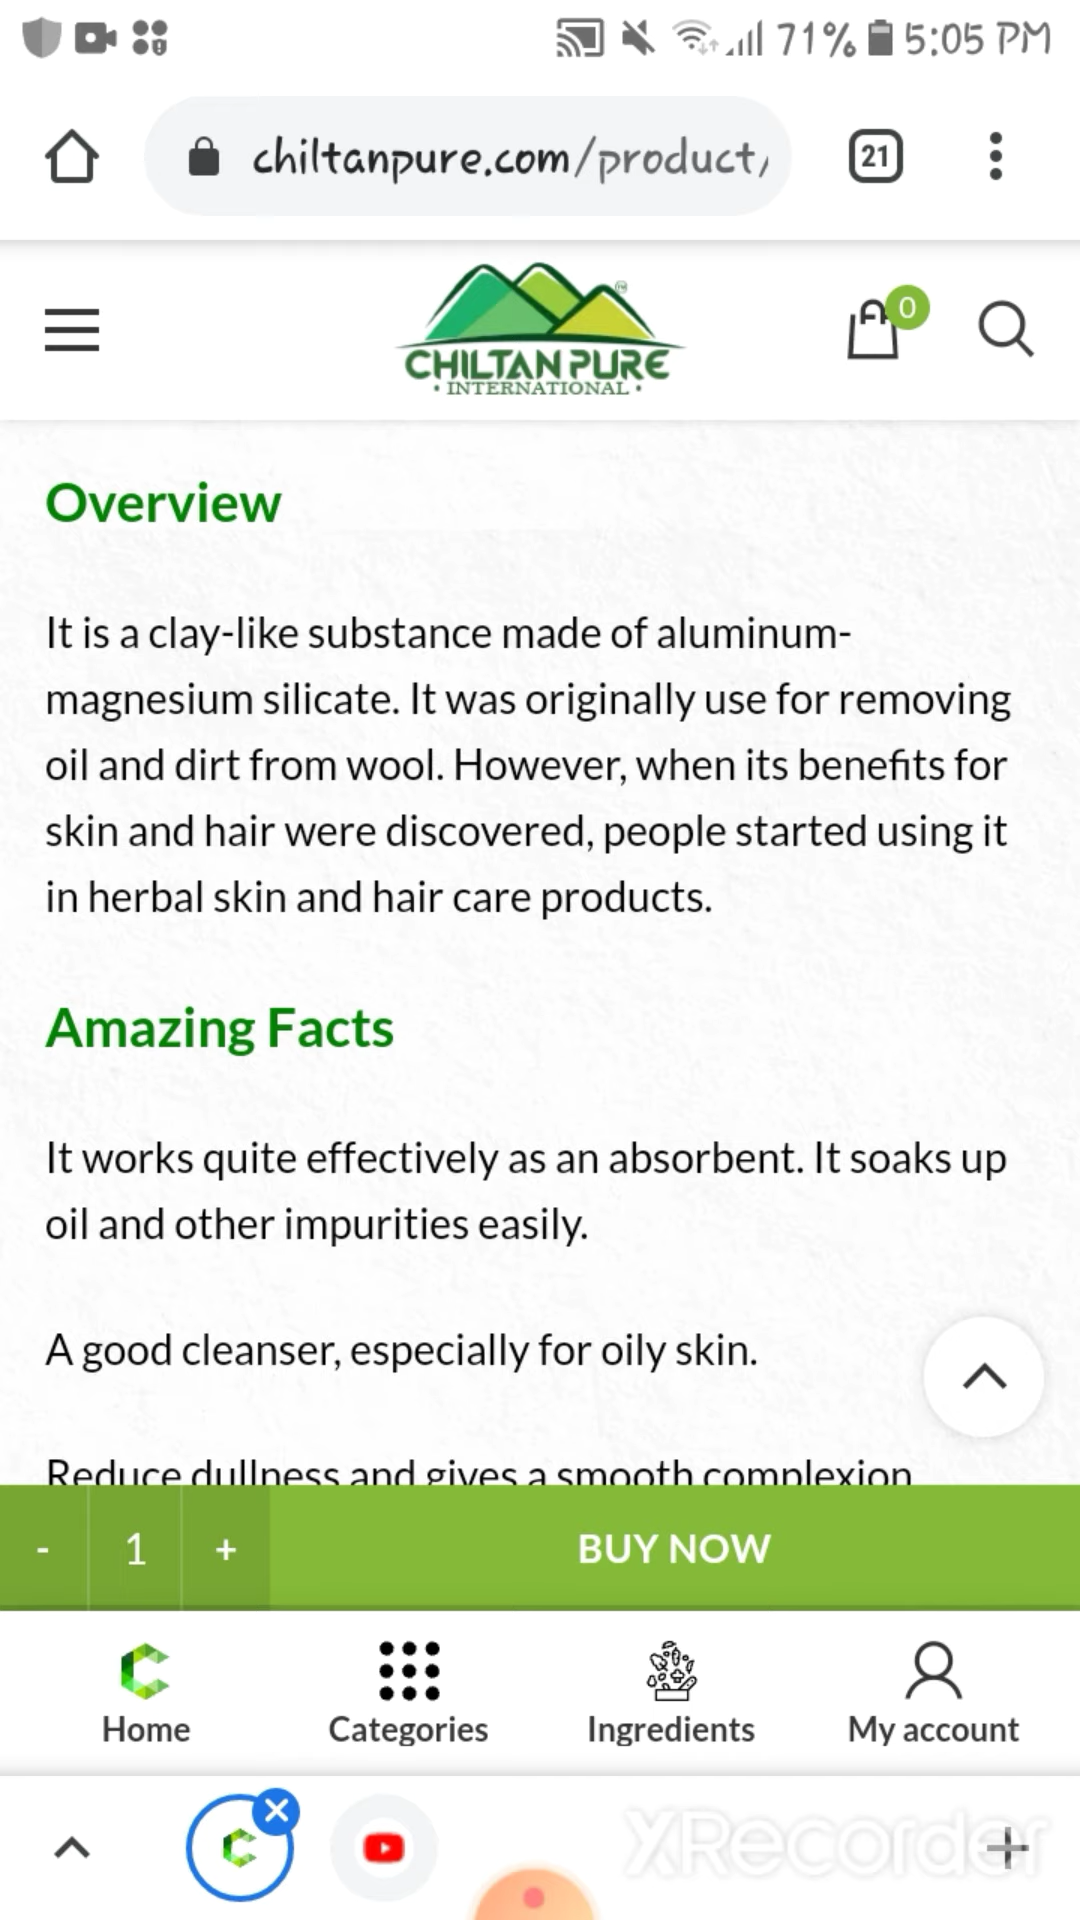 71% 5:05 PM
chiltanpure.com/product/
21
0
TM
CHILTAN PURE
• INTERNATIONAL •
Overview
It is a clay-like substance made of aluminum-
magnesium silicate. It was originally use for removing
oil and dirt from wool. However, when its benefits for
skin and hair were discovered, people started using it
in herbal skin and hair care products.
Amazing Facts
It works quite effectively as an absorbent. It soaks up
oil and other impurities easily.
A good cleanser, especially for oily skin.
Reduce dullness and gives a smooth complexion
- 1 + BUY NOW
Home Categories Ingredients My account
XRecorder